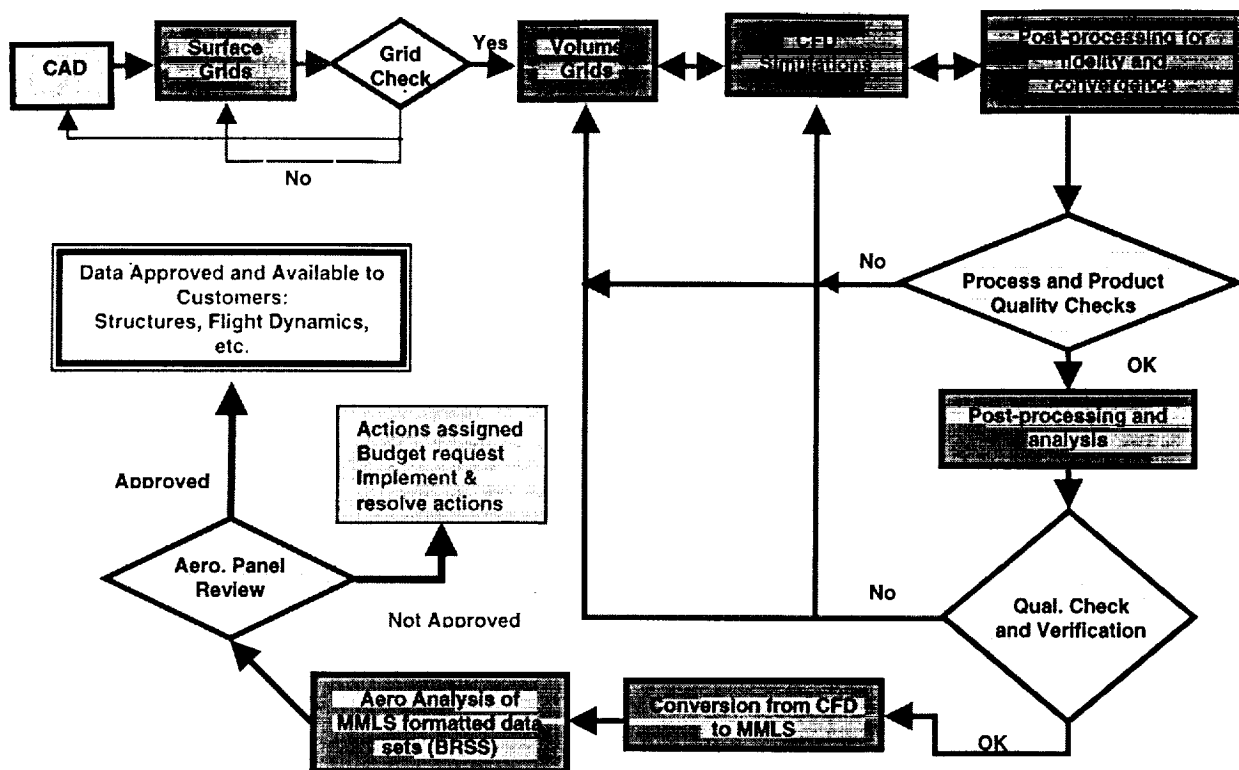 CAD
Surface
Grids
Grid
Check
Yes
No
Volume
Grids
CFD
Simulations
Post-processing for
fidelity and
convergence
No
Process and Product
Quality Checks
OK
Post-processing and
analysis
No
Qual. Check
and Verification
OK
Conversion from CFD
to MMLS
Aero Analysis of
MMLS formatted data
sets (BRSS)
Aero. Panel
Review
Not Approved
Actions assigned
Budget request
Implement &
resolve actions
Approved
Data Approved and Available to
Customers:
Structures, Flight Dynamics,
etc.